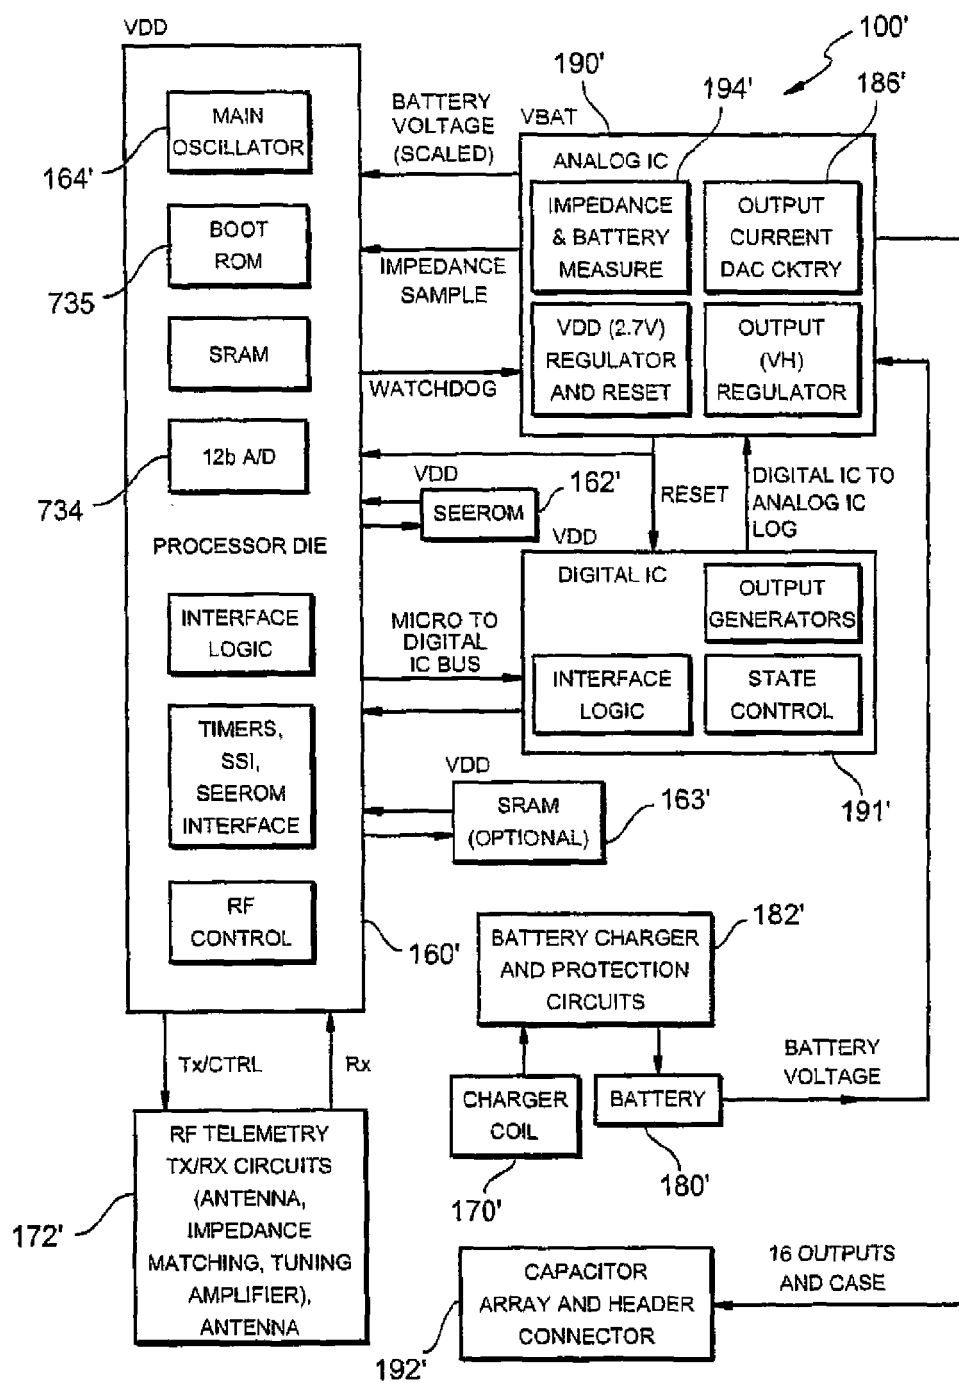 VDD
100'
190'
194'
186'
164'
MAIN
OSCILLATOR
BATTERY
VOLTAGE
(SCALED)
VBAT
ANALOG IC
IMPEDANCE
& BATTERY
MEASURE
OUTPUT
CURRENT
DAC CKTRY
735
BOOT
ROM
IMPEDANCE
SAMPLE
SRAM
WATCHDOG
VDD (2.7V)
REGULATOR
AND RESET
OUTPUT
(VH)
REGULATOR
734
12b A/D
VDD
SEEROM
162'
RESET
DIGITAL IC TO
ANALOG IC
LOG
PROCESSOR DIE
VDD
DIGITAL IC
OUTPUT
GENERATORS
INTERFACE
LOGIC
MICRO TO
DIGITAL
IC BUS
INTERFACE
LOGIC
STATE
CONTROL
191'
TIMERS,
SSI,
SEEROM
INTERFACE
VDD
SRAM
(OPTIONAL)
163'
RF
CONTROL
160'
182'
BATTERY CHARGER
AND PROTECTION
CIRCUITS
Tx/CTRL
Rx
CHARGER
COIL
170'
BATTERY
180'
BATTERY
VOLTAGE
172'
RF TELEMETRY
TX/RX CIRCUITS
(ANTENNA,
IMPEDANCE
MATCHING, TUNING
AMPLIFIER),
ANTENNA
CAPACITOR
ARRAY AND HEADER
CONNECTOR
192'
16 OUTPUTS
AND CASE